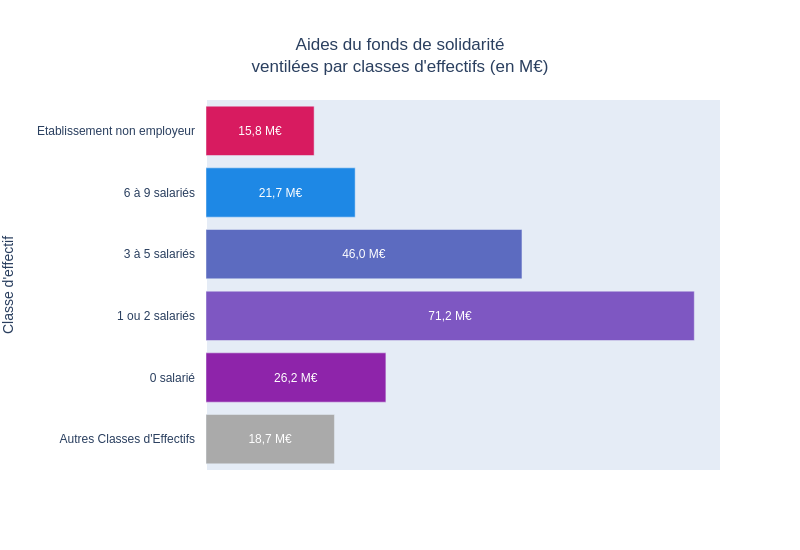 Aides du fonds de solidarité
ventilées par classes d'effectifs (en M€)
Classe d'effectif
Etablissement non employeur
15,8 M€
6 à 9 salariés
21,7 M€
3 à 5 salariés
46,0 M€
1 ou 2 salariés
71,2 M€
0 salarié
26,2 M€
Autres Classes d'Effectifs
18,7 M€